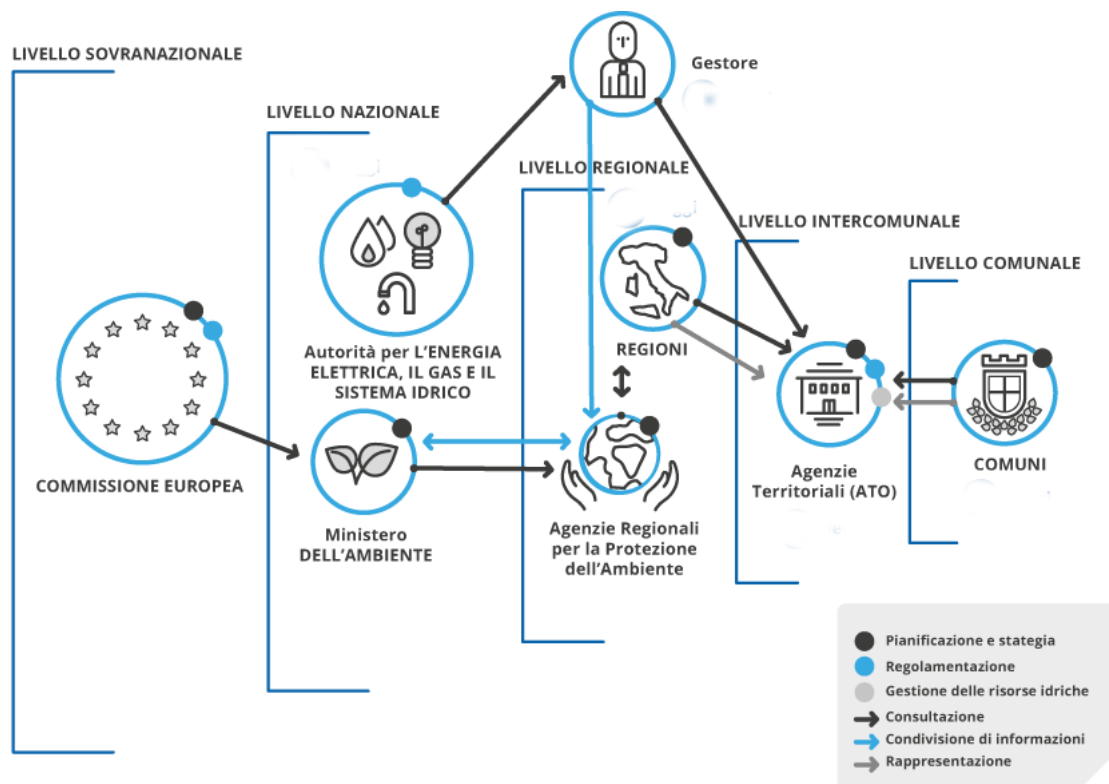 LIVELLO SOVRANAZIONALE
Gestore
LIVELLO NAZIONALE
LIVELLO REGIONALE
LIVELLO INTERCOMUNALE
LIVELLO COMUNALE
Autorità per L'ENERGIA
ELETTRICA, IL GAS E IL
SISTEMA IDRICO
REGIONI
COMMISSIONE EUROPEA
Ministero
DELL'AMBIENTE
Agenzie Regionali
per la Protezione
dell'Ambiente
Agenzie
Territoriali (ATO)
COMUNI
Pianificazione e stategia
Regolamentazione
Gestione delle risorse idriche
Consultazione
Condivisione di informazioni
Rappresentazione